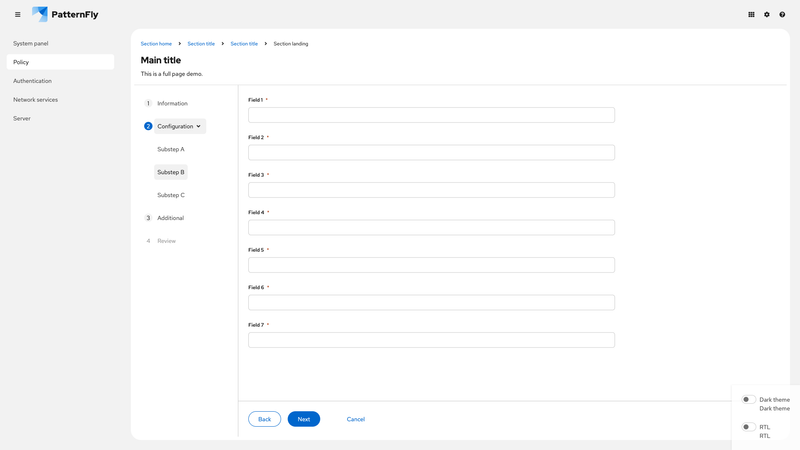 PatternFly
System panel
Policy
Authentication
Network services
Server
Section home
Section title
Section title
Section landing
Main title
This is a full page demo.
1 Information
2 Configuration
Substep A
Substep B
Substep C
3 Additional
4 Review
Field 1 *
Field 2 *
Field 3 *
Field 4 *
Field 5 *
Field 6 *
Field 7 *
Back
Next
Cancel
Dark theme
Dark theme
RTL
RTL